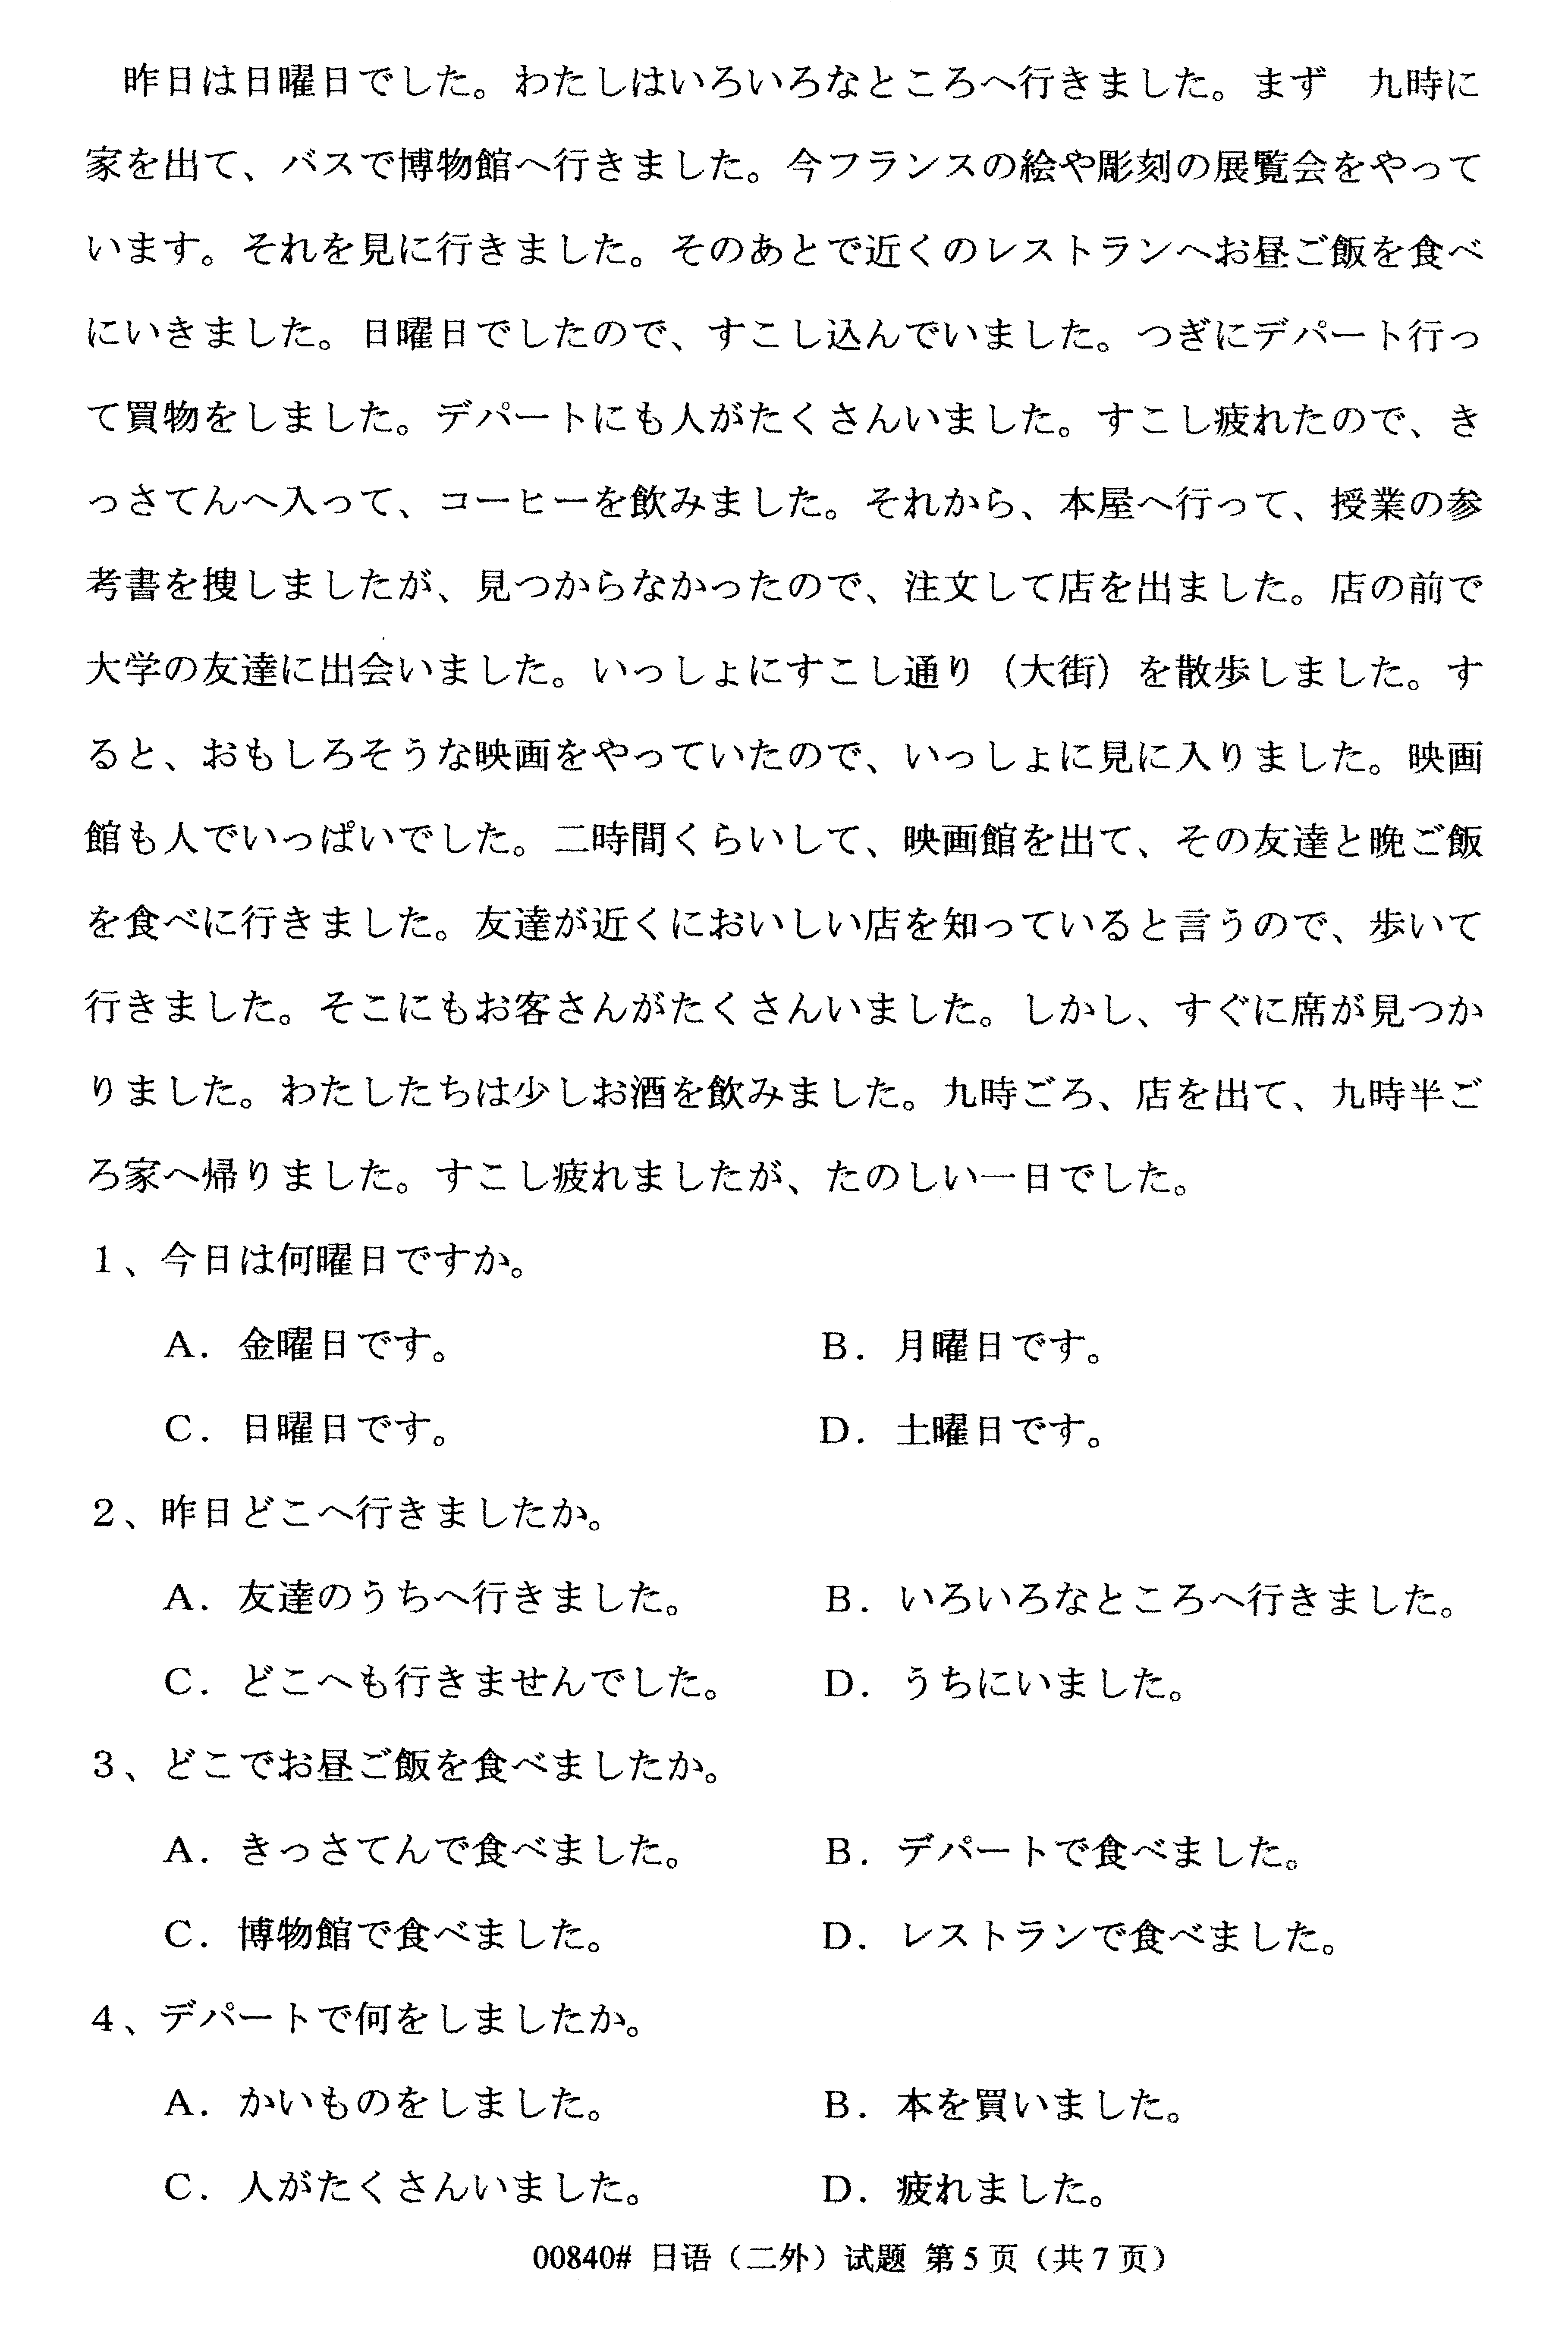 昨日は日曜日でした。わたしはいろいろなところへ行きました。まず　九時に
家を出て、バスで博物館へ行きました。今フランスの絵や彫刻の展覧会をやって
います。それを見に行きました。そのあとで近くのレストランへお昼ご飯を食べ
にいきました。日曜日でしたので、すこし込んでいました。つぎにデパート行っ
て買物をしました。デパートにも人がたくさんいました。すこし疲れたので、き
っさてんへ入って、コーヒーを飲みました。それから、本屋へ行って、授業の参
考書を捜しましたが、見つからなかったので、注文して店を出ました。店の前で
大学の友達に出会いました。いっしょにすこし通り（大街）を散歩しました。す
ると、おもしろそうな映画をやっていたので、いっしょに見に入りました。映画
館も人でいっぱいでした。二時間くらいして、映画館を出て、その友達と晩ご飯
を食べに行きました。友達が近くにおいしい店を知っていると言うので、歩いて
行きました。そこにもお客さんがたくさんいました。しかし、すぐに席が見つか
りました。わたしたちは少しお酒を飲みました。九時ごろ、店を出て、九時半ご
ろ家へ帰りました。すこし疲れましたが、たのしい一日でした。
1、今日は何曜日ですか。
A．金曜日です。　B．月曜日です。
C．日曜日です。　D．土曜日です。
2、昨日どこへ行きましたか。
A．友達のうちへ行きました。　B．いろいろなところへ行きました。
C．どこへも行きませんでした。　D．うちにいました。
3、どこでお昼ご飯を食べましたか。
A．きっさてんで食べました。　B．デパートで食べました。
C．博物館で食べました。　D．レストランで食べました。
4、デパートで何をしましたか。
A．かいものをしました。　B．本を買いました。
C．人がたくさんいました。　D．疲れました。
00840# 日语（二外）试题 第 5 页（共 7 页）